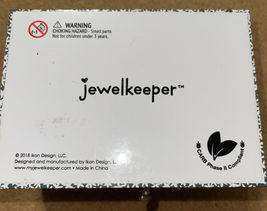 WARNING
CHOKING HAZARD - Small parts
Not for children under 3 years.
jewelkeeper™
© 2018 Ikon Design, LLC.
Designed and manufactured by Ikon Design, LLC.
www.myjewelkeeper.com • Made in China
CARB Phase II Compliant